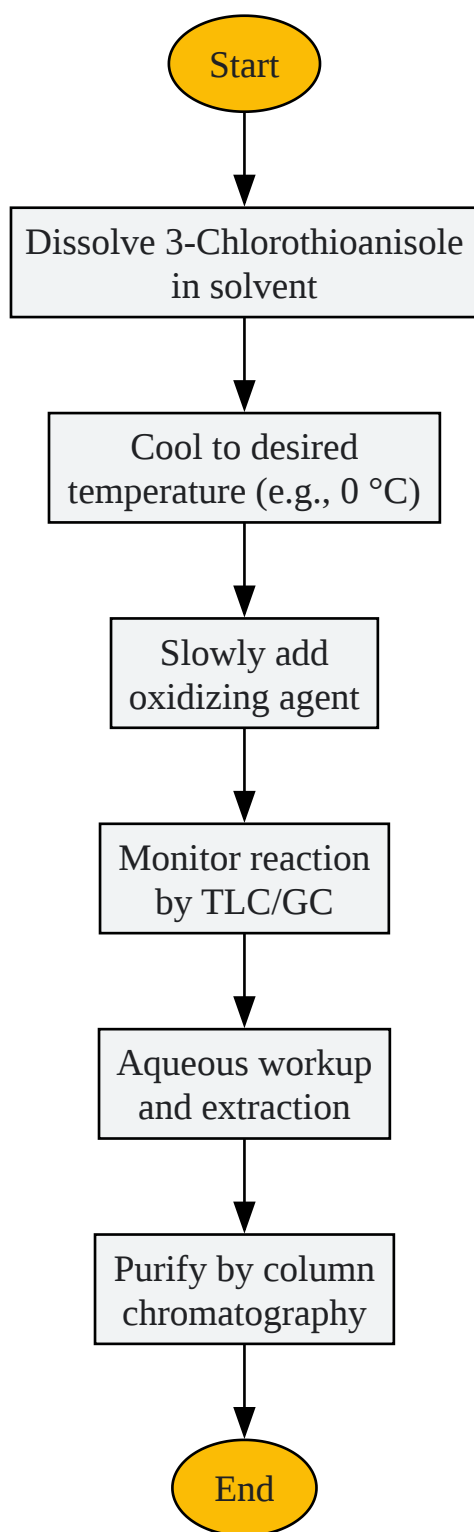 Start
Dissolve 3-Chlorothioanisole
in solvent
Cool to desired
temperature (e.g., 0 °C)
Slowly add
oxidizing agent
Monitor reaction
by TLC/GC
Aqueous workup
and extraction
Purify by column
chromatography
End